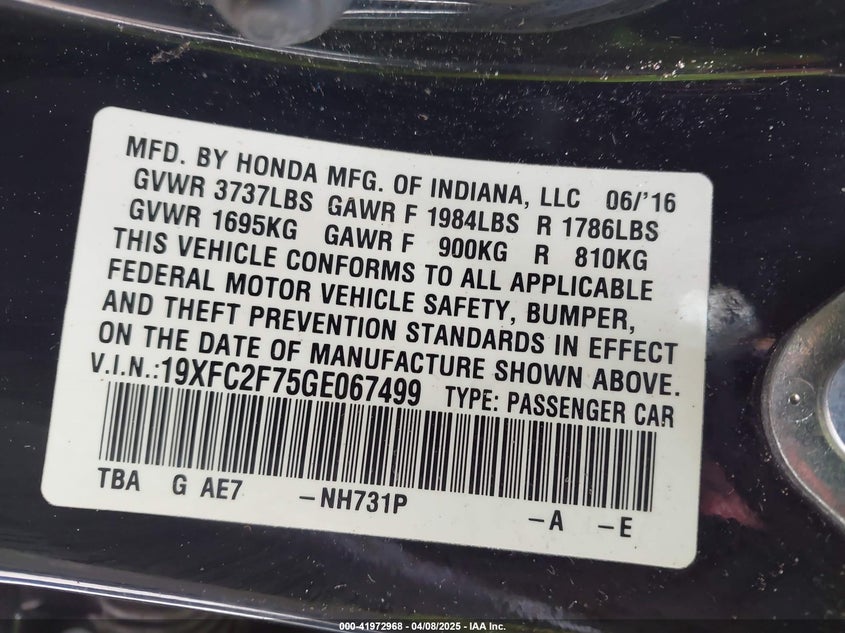 MFD. BY HONDA MFG. OF INDIANA, LLC 06/'16
GVWR 3737LBS GAWR F 1984LBS R 1786LBS
GVWR 1695KG GAWR F 900KG R 810KG
THIS VEHICLE CONFORMS TO ALL APPLICABLE
FEDERAL MOTOR VEHICLE SAFETY, BUMPER,
AND THEFT PREVENTION STANDARDS IN EFFECT
ON THE DATE OF MANUFACTURE SHOWN ABOVE.
V.I.N.:19XFC2F75GE067499 TYPE: PASSENGER CAR
TBA G AE7 -NH731P -A -E
000-41972968 - 04/08/2025 - IAA Inc.